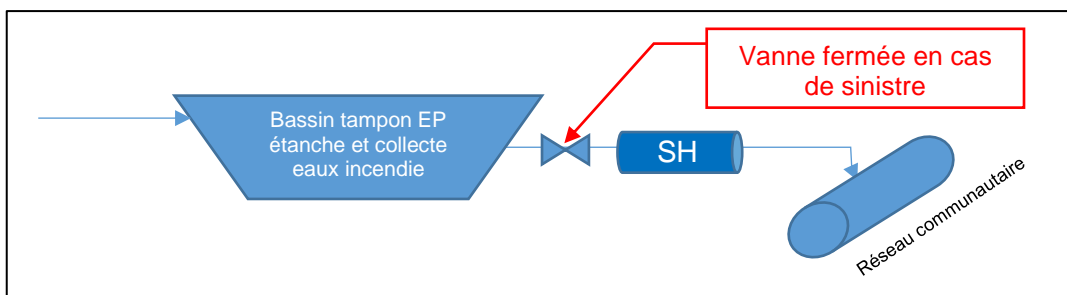 Vanne fermée en cas
de sinistre
Bassin tampon EP
étanche et collecte
eaux incendie
SH
Réseau communautaire